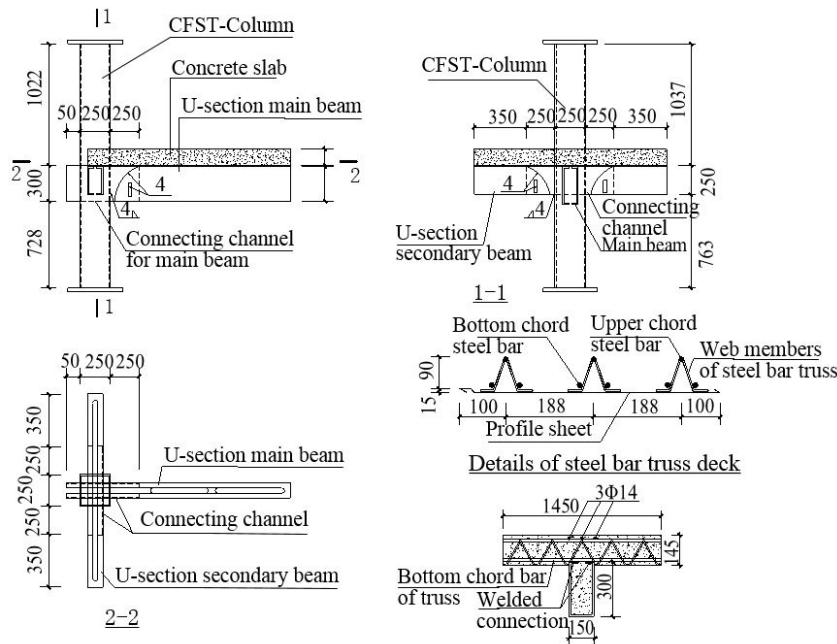 1
1
CFST-Column
Concrete slab
U-section main beam
50 250 250
1022
300
728
2
2
4
4
Connecting channel
for main beam
1
CFST-Column
350 250 250 250 350
1037
250
763
4
4
U-section
secondary beam
Connecting
channel
Main beam
1-1
50 250 250
350
250
250
250
350
U-section main beam
Connecting channel
U-section secondary beam
2-2
Bottom chord
steel bar
Upper chord
steel bar
Web members
of steel bar truss
90
15
100 188 188 100
Profile sheet
Details of steel bar truss deck
1450
3Φ14
145
Bottom chord bar
of truss
Welded
connection
300
150